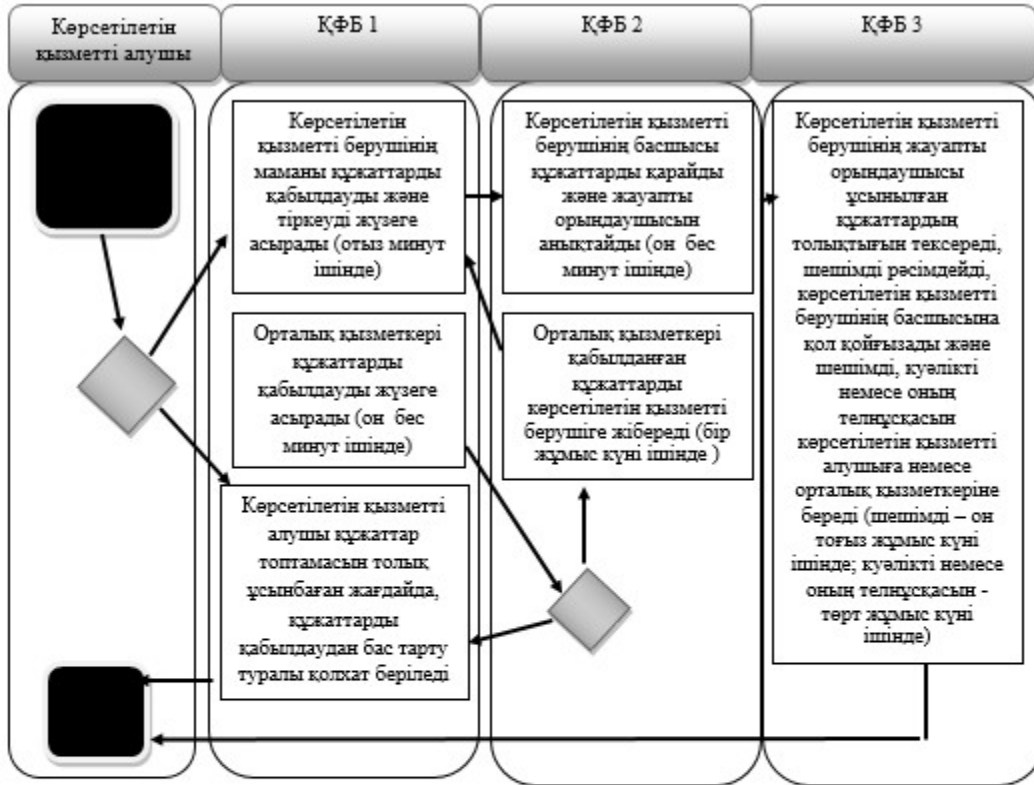 Көрсетілетін
қызметті алушы
ҚФБ 1
ҚФБ 2
ҚФБ 3
Көрсетілетін
қызметті берушінің
маманы құжаттарды
қабылдауды және
тіркеуді жүзеге
асырады (отыз минут
ішінде)
Көрсетілетін қызметті
берушінің басшысы
құжаттарды қарайды
және жауапты
орындаушысын
анықтайды (он бес
минут ішінде)
Көрсетілетін қызметті
берушінің жауапты
орындаушысы
ұсынылған
құжаттардың
толықтығын тексереді,
шешімді рәсімдейді,
көрсетілетін қызметті
берушінің басшысына
қол қойғызады және
шешімді, куәлікті
немесе оның
телнұсқасын
көрсетілетін қызметті
алушыға немесе
орталық қызметкеріне
береді (шешімді – он
тоғыз жұмыс күні
ішінде; куәлікті немесе
оның телнұсқасын -
төрт жұмыс күні
ішінде)
Орталық қызметкері
құжаттарды
қабылдауды жүзеге
асырады (он бес
минут ішінде)
Орталық қызметкері
қабылданған
құжаттарды
көрсетілетін қызметті
берушіге жібереді (бір
жұмыс күні ішінде )
Көрсетілетін қызметті
алушы құжаттар
топтамасын толық
ұсынбаған жағдайда,
құжаттарды
қабылдаудан бас тарту
туралы қолхат беріледі